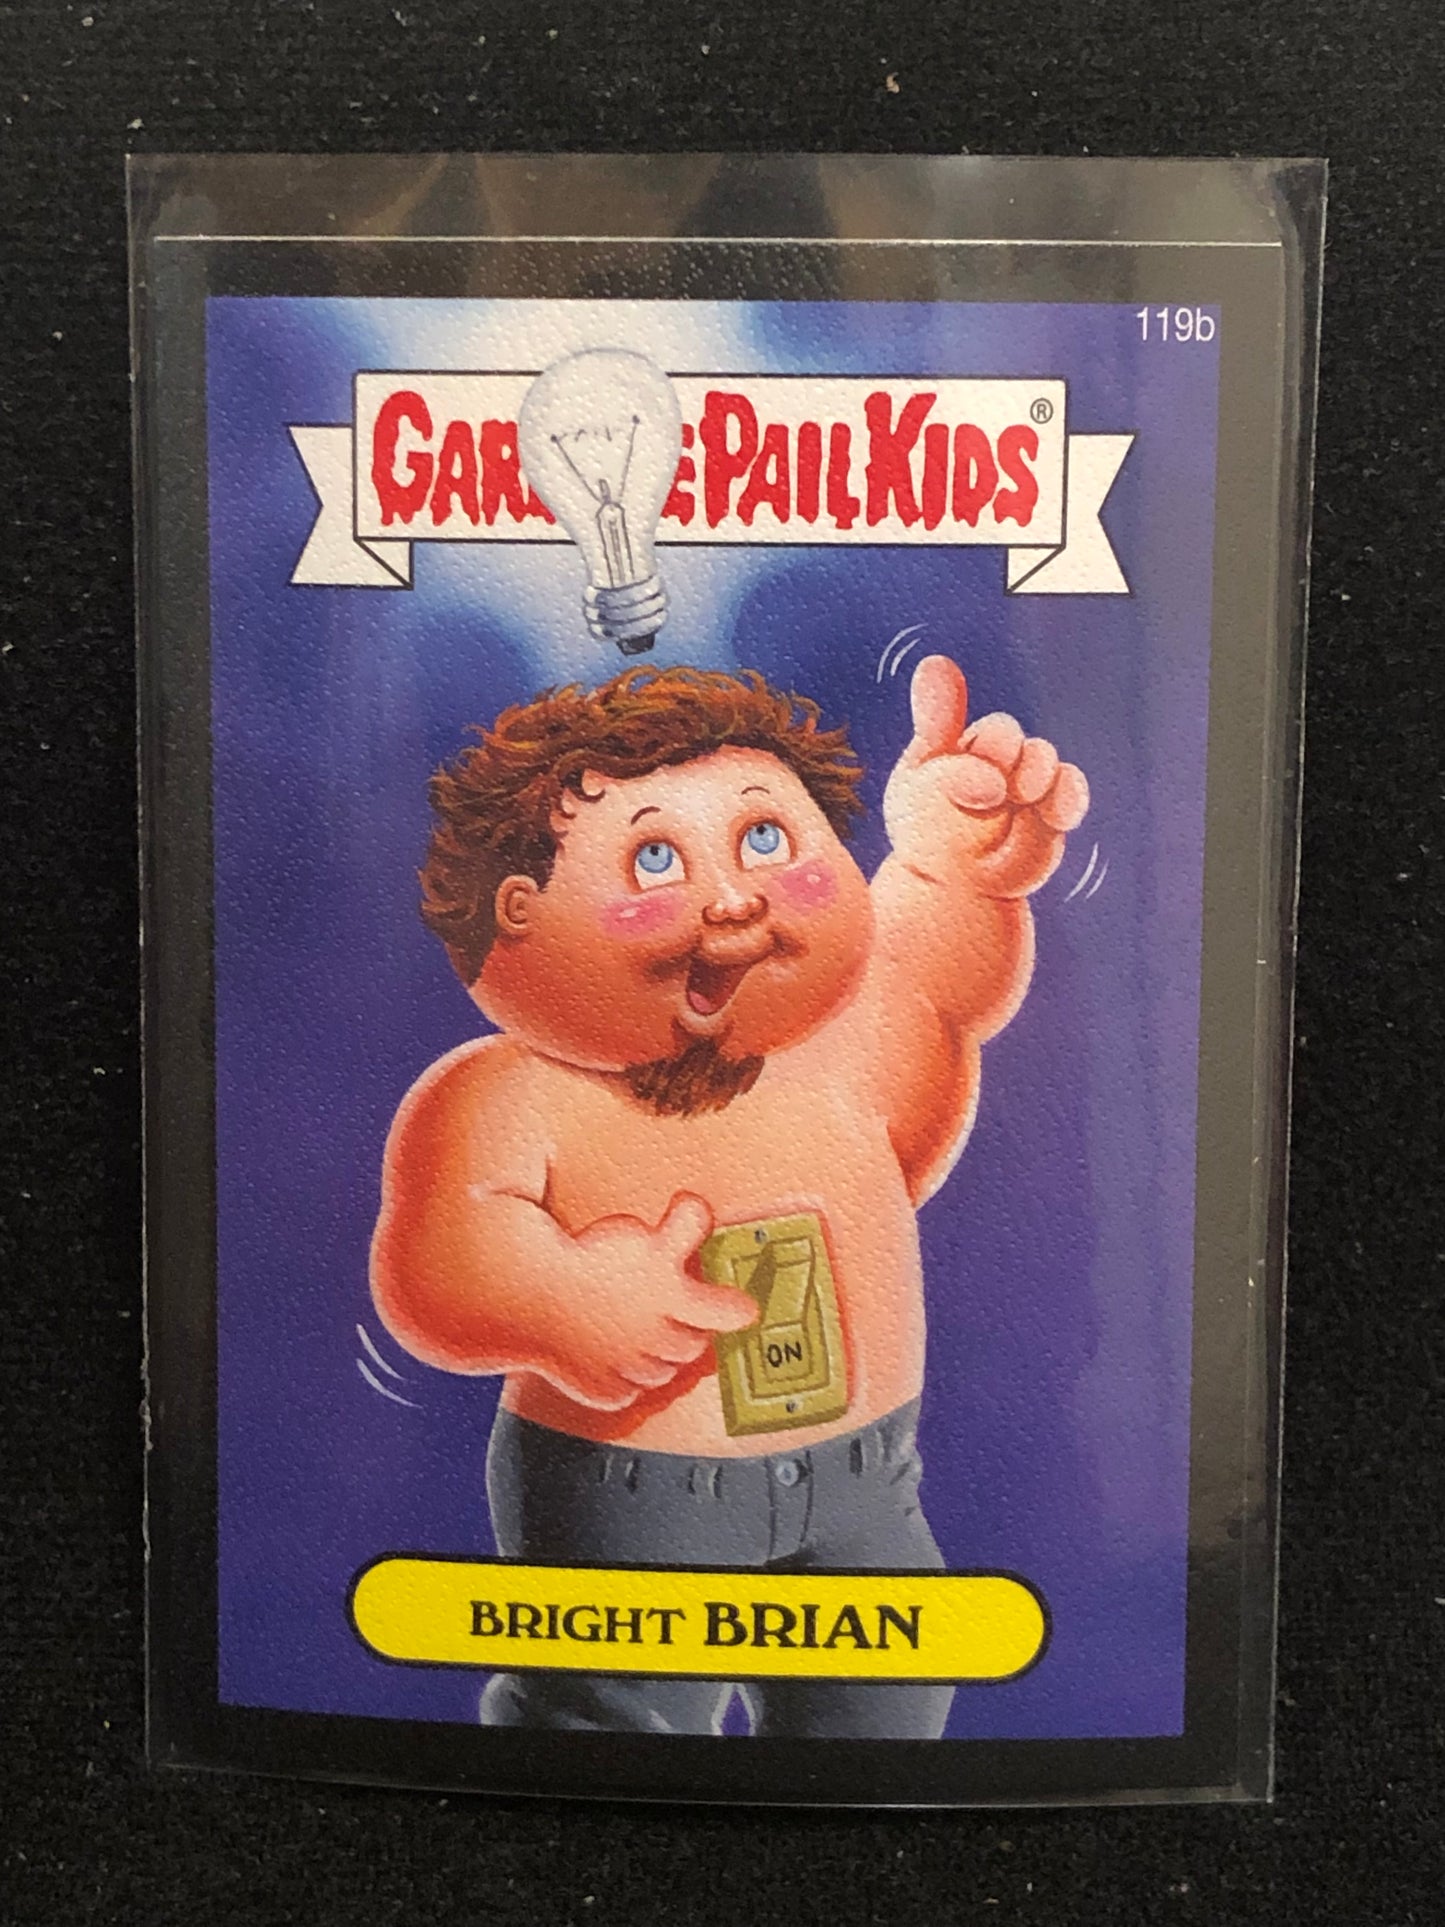 119b
GAR EPAILKIDS®
ON
BRIGHT BRIAN